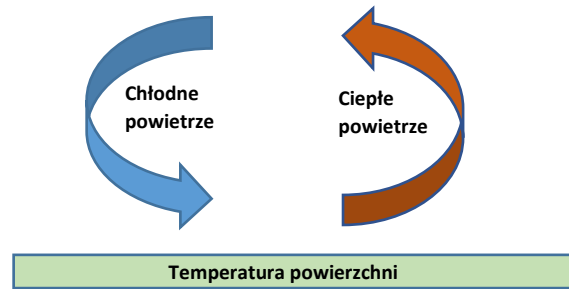 Chłodne
powietrze
Ciepłe
powietrze
Temperatura powierzchni